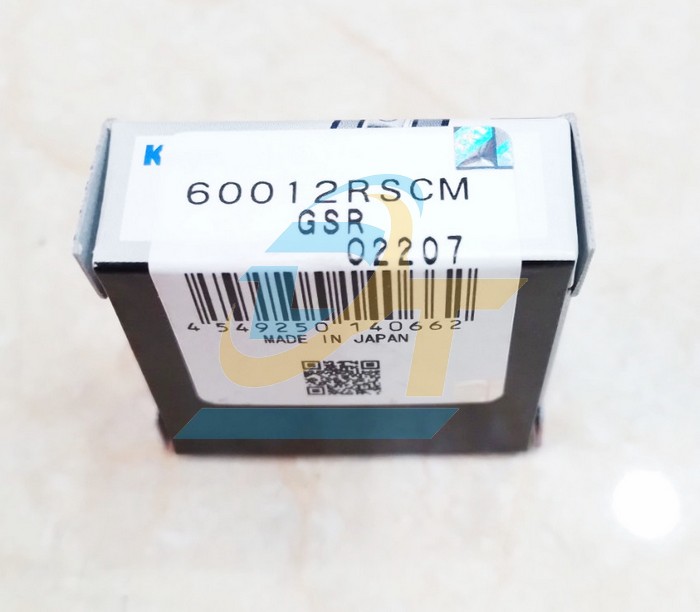 K
60012RSCM
GSR
02207
4 549250 140662
MADE IN JAPAN